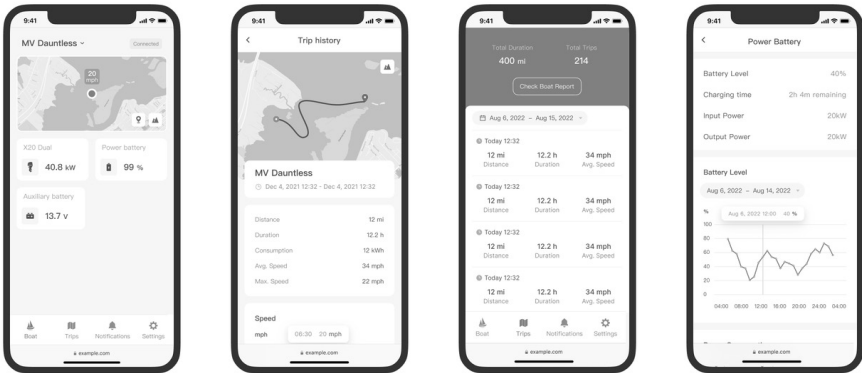 9:41
MV Dauntless
Connected
20
mph
X20 Dual
40.8 kW
Power battery
99 %
Auxiliary battery
13.7 V
Boat Trips Notifications Settings
example.com
9:41
Trip history
MV Dauntless
Dec 4, 2021 12:32 - Dec 4, 2021 12:32
Distance 12 mi
Duration 12.2 h
Consumption 12 kWh
Avg. Speed 34 mph
Max. Speed 22 mph
Speed
mph 06:30 20 mph
example.com
9:41
Total Duration Total Trips
400 mi 214
Check Boat Report
Aug 6, 2022 - Aug 15, 2022
Today 12:32
12 mi 12.2 h 34 mph
Distance Duration Avg. Speed
Today 12:32
12 mi 12.2 h 34 mph
Distance Duration Avg. Speed
Today 12:32
12 mi 12.2 h 34 mph
Distance Duration Avg. Speed
Today 12:32
12 mi 12.2 h 34 mph
Distance Duration Avg. Speed
Boat Trips Notifications Settings
example.com
9:41
Power Battery
Battery Level 40%
Charging time 2h 4m remaining
Input Power 20kW
Output Power 20kW
Battery Level
Aug 6, 2022 - Aug 14, 2022
% Aug 6, 2022 12:00 40 %
100
80
60
40
20
0
04:00 08:00 12:00 16:00 20:00 24:00 04:00
example.com